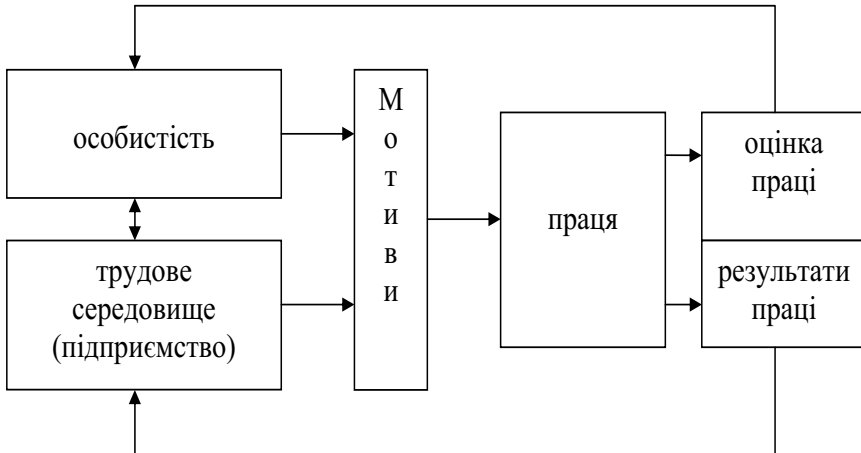 особистість
трудове
середовище
(підприємство)
М
о
т
и
в
и
праця
оцінка
праці
результати
праці